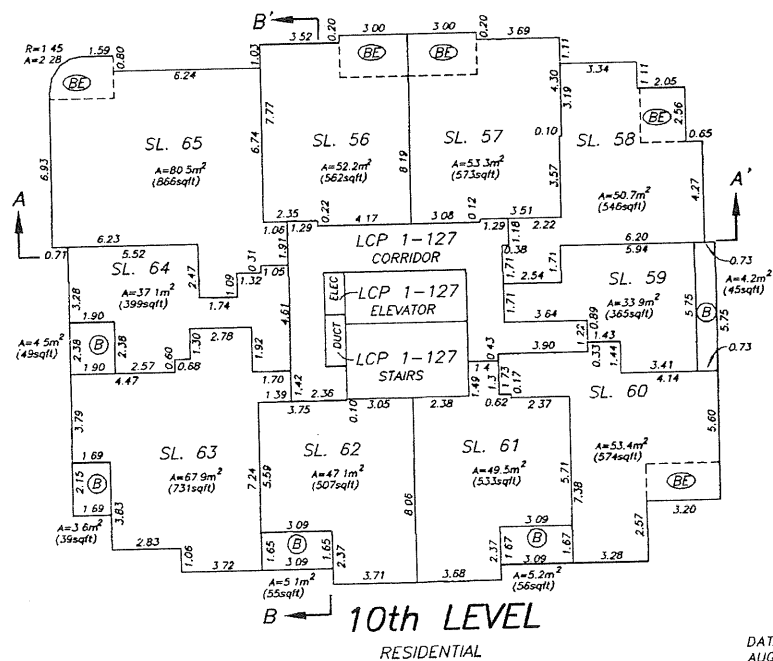 B'
R=1.45
A=2.28
1.59
0.80
6.24
1.03
3.52
0.20
3.00
3.00
0.20
3.69
1.11
3.34
1.11
2.05
BE
BE
BE
BE
2.56
0.65
6.93
SL. 65
A=80.5m²
(866sqft)
6.74
7.77
SL. 56
A=52.2m²
(562sqft)
8.19
SL. 57
A=53.3m²
(573sqft)
4.30
3.19
0.10
3.57
SL. 58
A=50.7m²
(546sqft)
4.27
A
A'
0.71
6.23
5.52
2.35
0.22
4.17
3.08
0.12
3.51
2.22
6.20
5.94
0.73
1.06
1.29
1.91
1.29
1.18
0.38
LCP 1-127
CORRIDOR
SL. 64
A=37.1m²
(399sqft)
2.47
1.74
1.09
1.32
0.31
1.05
3.28
1.90
4.61
ELEC
LCP 1-127
ELEVATOR
1.71
1.71
2.54
1.71
SL. 59
A=33.9m²
(365sqft)
5.75
B
5.75
A=4.2m²
(45sqft)
A=4.5m²
(49sqft)
2.38
B
2.38
1.90
2.57
4.47
0.60
0.68
1.30
2.78
1.92
1.70
1.42
DUCT
LCP 1-127
STAIRS
3.64
1.22
0.89
1.43
0.33
1.44
3.90
0.43
3.41
4.14
0.73
1.4
1.49
1.3
1.73
0.17
0.62
2.37
1.39
3.75
2.36
0.10
3.05
2.38
3.79
SL. 63
A=67.9m²
(731sqft)
7.24
5.59
SL. 62
A=47.1m²
(507sqft)
8.06
SL. 61
A=49.5m²
(533sqft)
5.71
7.38
SL. 60
A=53.4m²
(574sqft)
5.60
BE
3.20
2.57
3.28
1.69
2.15
B
1.69
3.83
A=3.6m²
(39sqft)
2.83
1.06
3.72
3.09
1.65
B
1.65
3.09
2.37
A=5.1m²
(55sqft)
3.71
3.68
3.09
2.37
1.67
B
1.67
3.09
A=5.2m²
(56sqft)
B
10th LEVEL
RESIDENTIAL
DAT
AUG